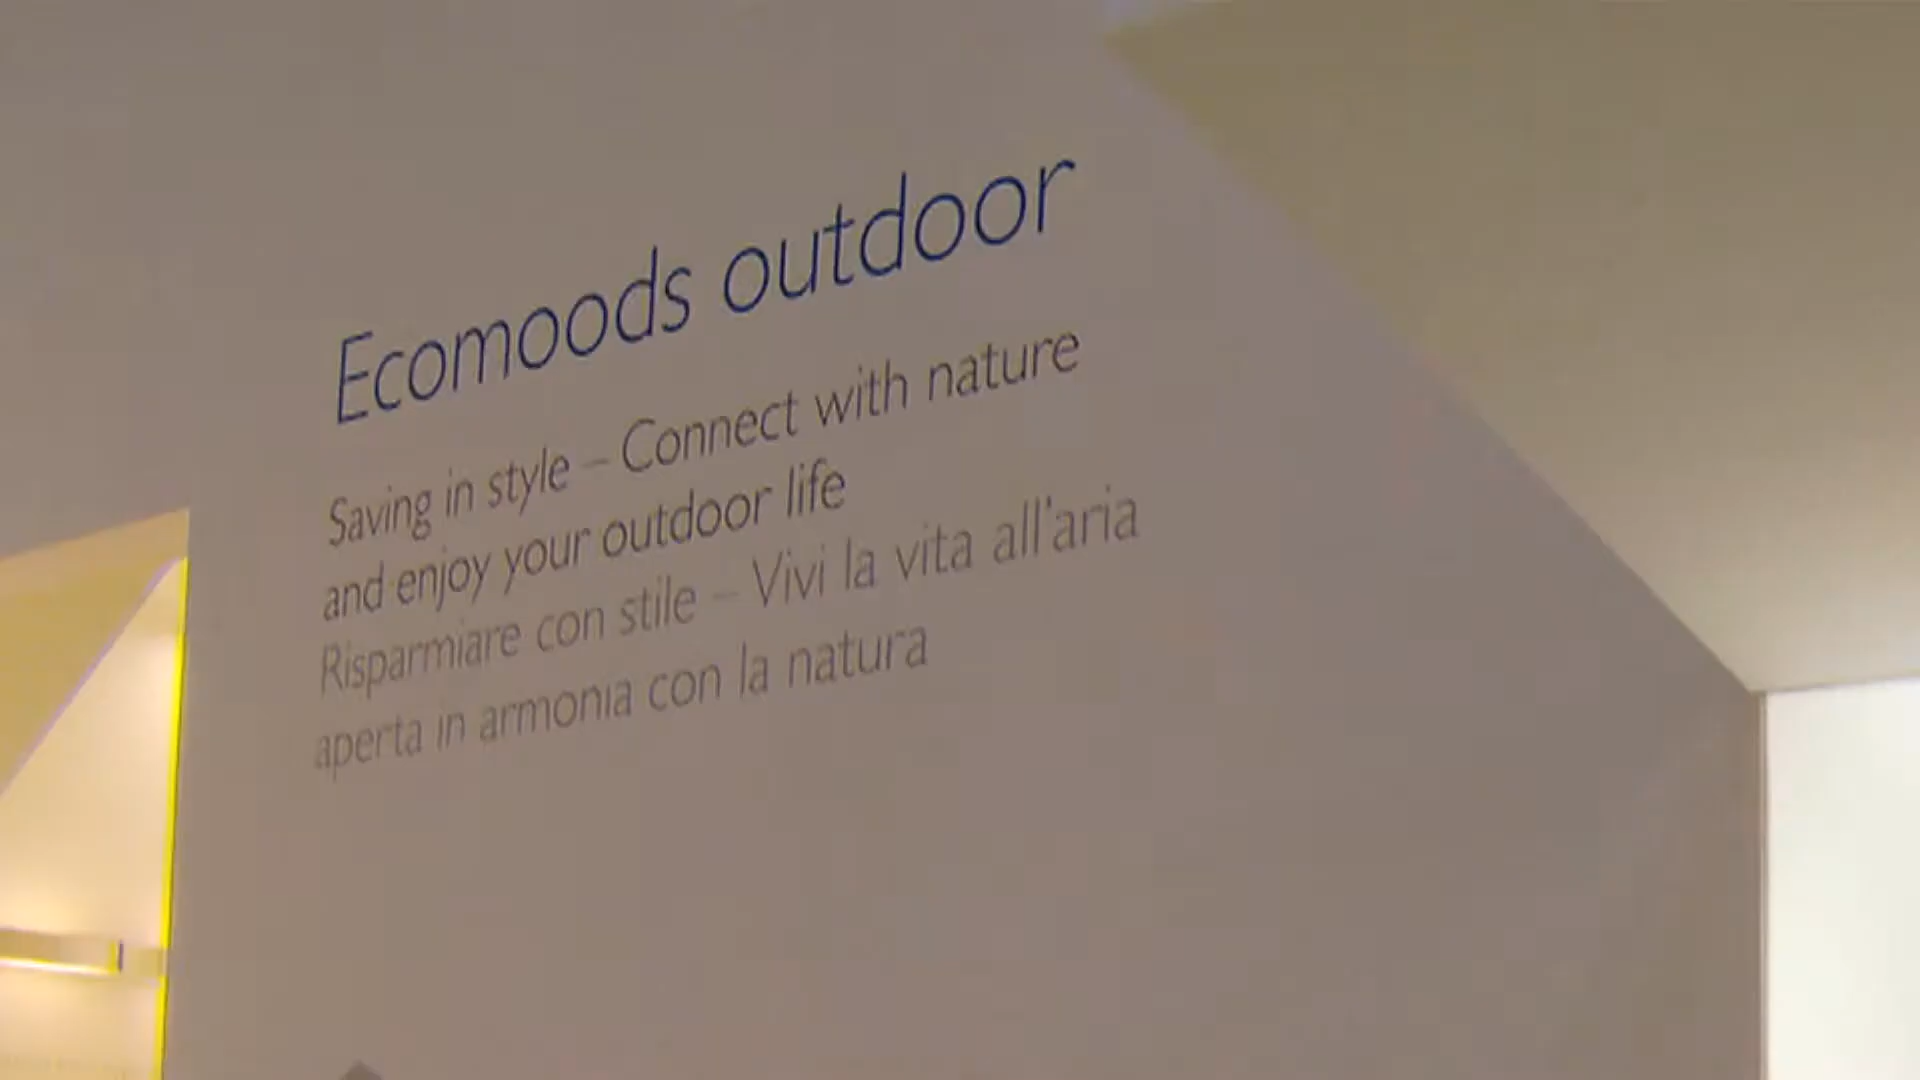 Ecomoods outdoor
Saving in style – Connect with nature
and enjoy your outdoor life
Risparmiare con stile – Vivi la vita all'aria
aperta in armonia con la natura